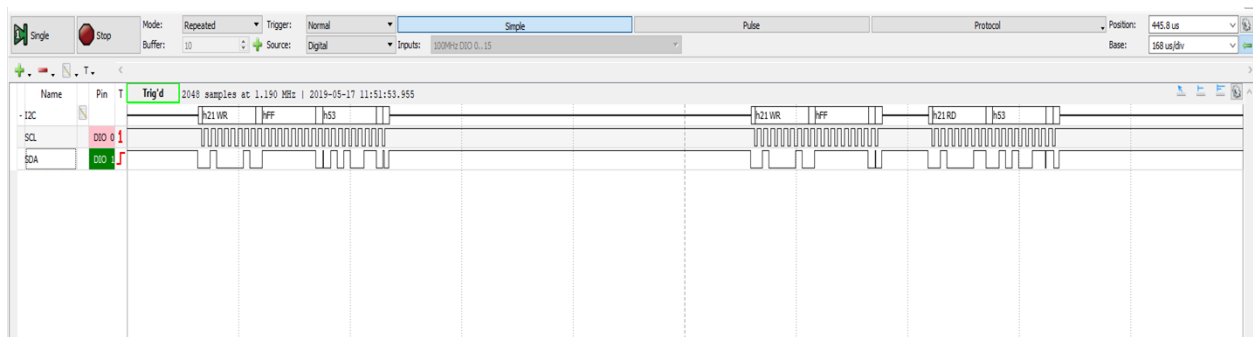 Single Stop Mode: Repeated Trigger: Normal Simple Pulse Protocol Position: 445.8 us
Buffer: 10 Source: Digital Inputs: 100MHz DIO 0..15 Base: 168 us/div
T
Name Pin T Trig'd 2048 samples at 1.190 MHz | 2019-05-17 11:51:53.955
- I2C h21 WR hFF h53 h21 WR hFF h21 RD h53
SCL DIO 0 1
SDA DIO 1